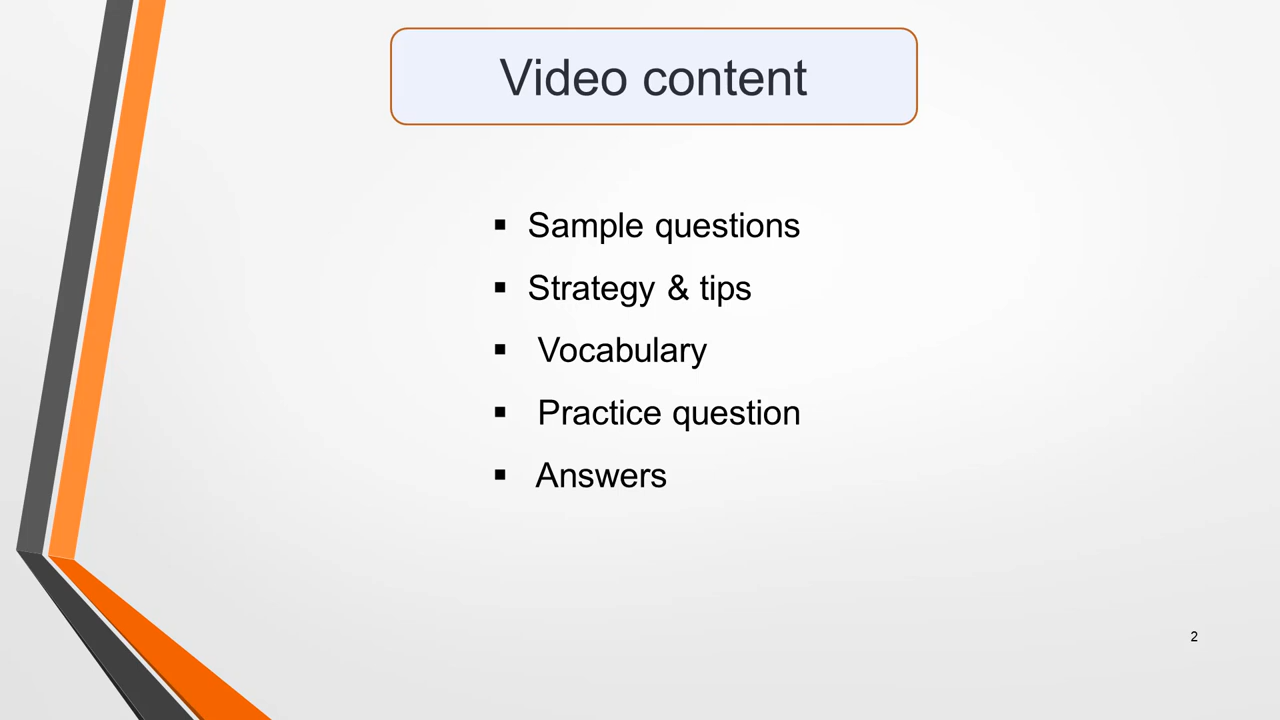 Video content
▪ Sample questions
▪ Strategy & tips
▪ Vocabulary
▪ Practice question
▪ Answers
2